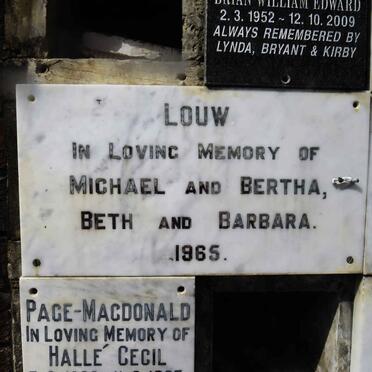 BRIAN WILLIAM EDWARD
2. 3. 1952 ~ 12. 10. 2009
ALWAYS REMEMBERED BY
LYNDA, BRYANT & KIRBY
LOUW
IN LOVING MEMORY OF
MICHAEL AND BERTHA,
BETH AND BARBARA.
1965.
PAGE-MACDONALD
IN LOVING MEMORY OF
HALLE´ CECIL